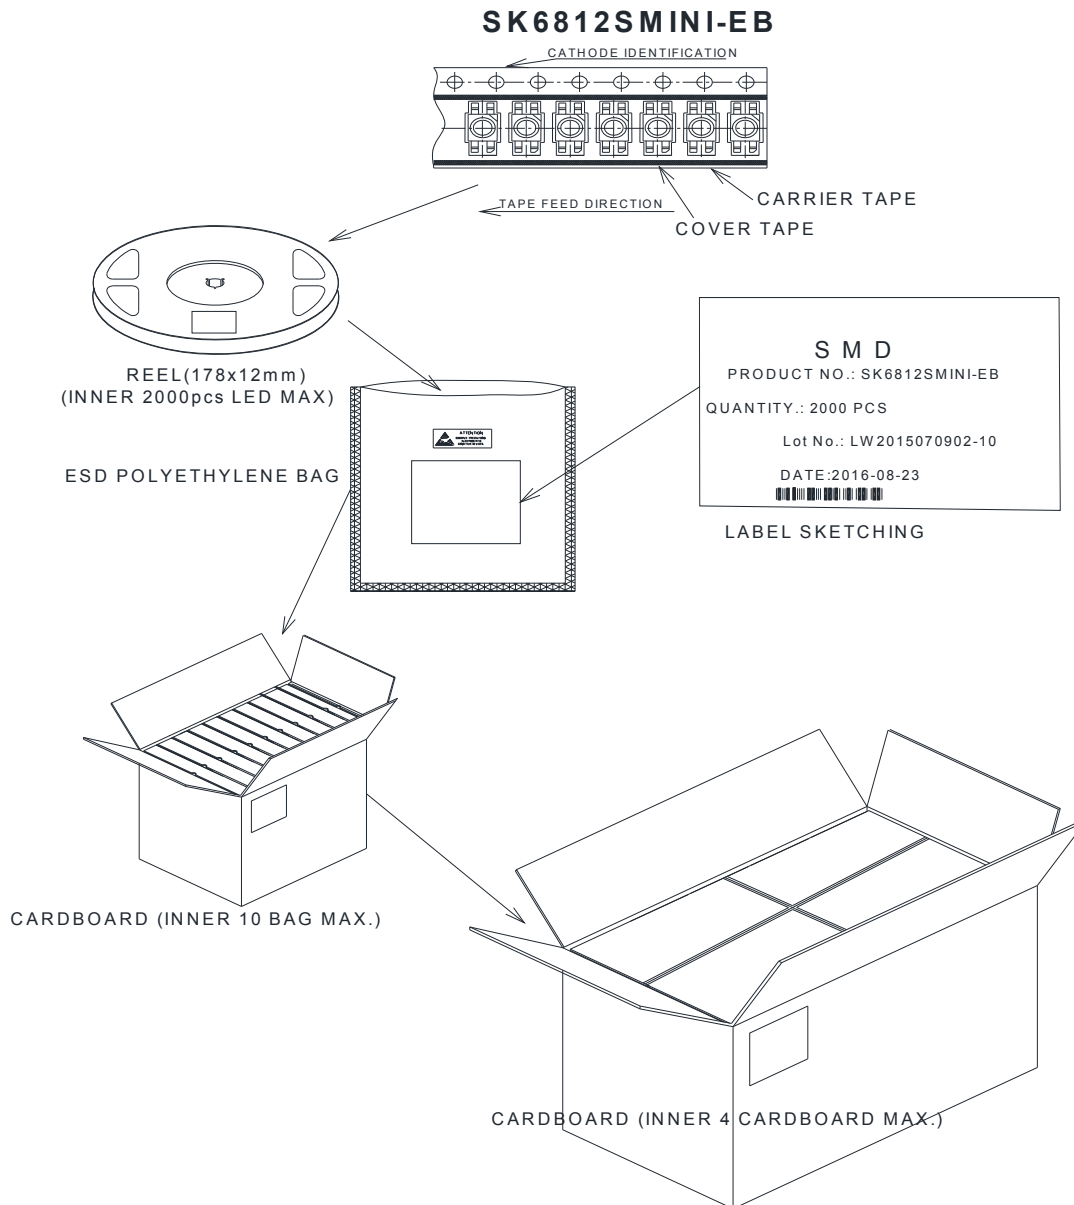 SK6812SMINI-EB
CATHODE IDENTIFICATION
TAPE FEED DIRECTION
CARRIER TAPE
COVER TAPE
REEL(178x12mm)
(INNER 2000pcs LED MAX)
SMD
PRODUCT NO.: SK6812SMINI-EB
QUANTITY.: 2000 PCS
Lot No.: LW2015070902-10
DATE:2016-08-23
LABEL SKETCHING
ATTENTION
ESD POLYETHYLENE BAG
CARDBOARD (INNER 10 BAG MAX.)
CARDBOARD (INNER 4 CARDBOARD MAX.)